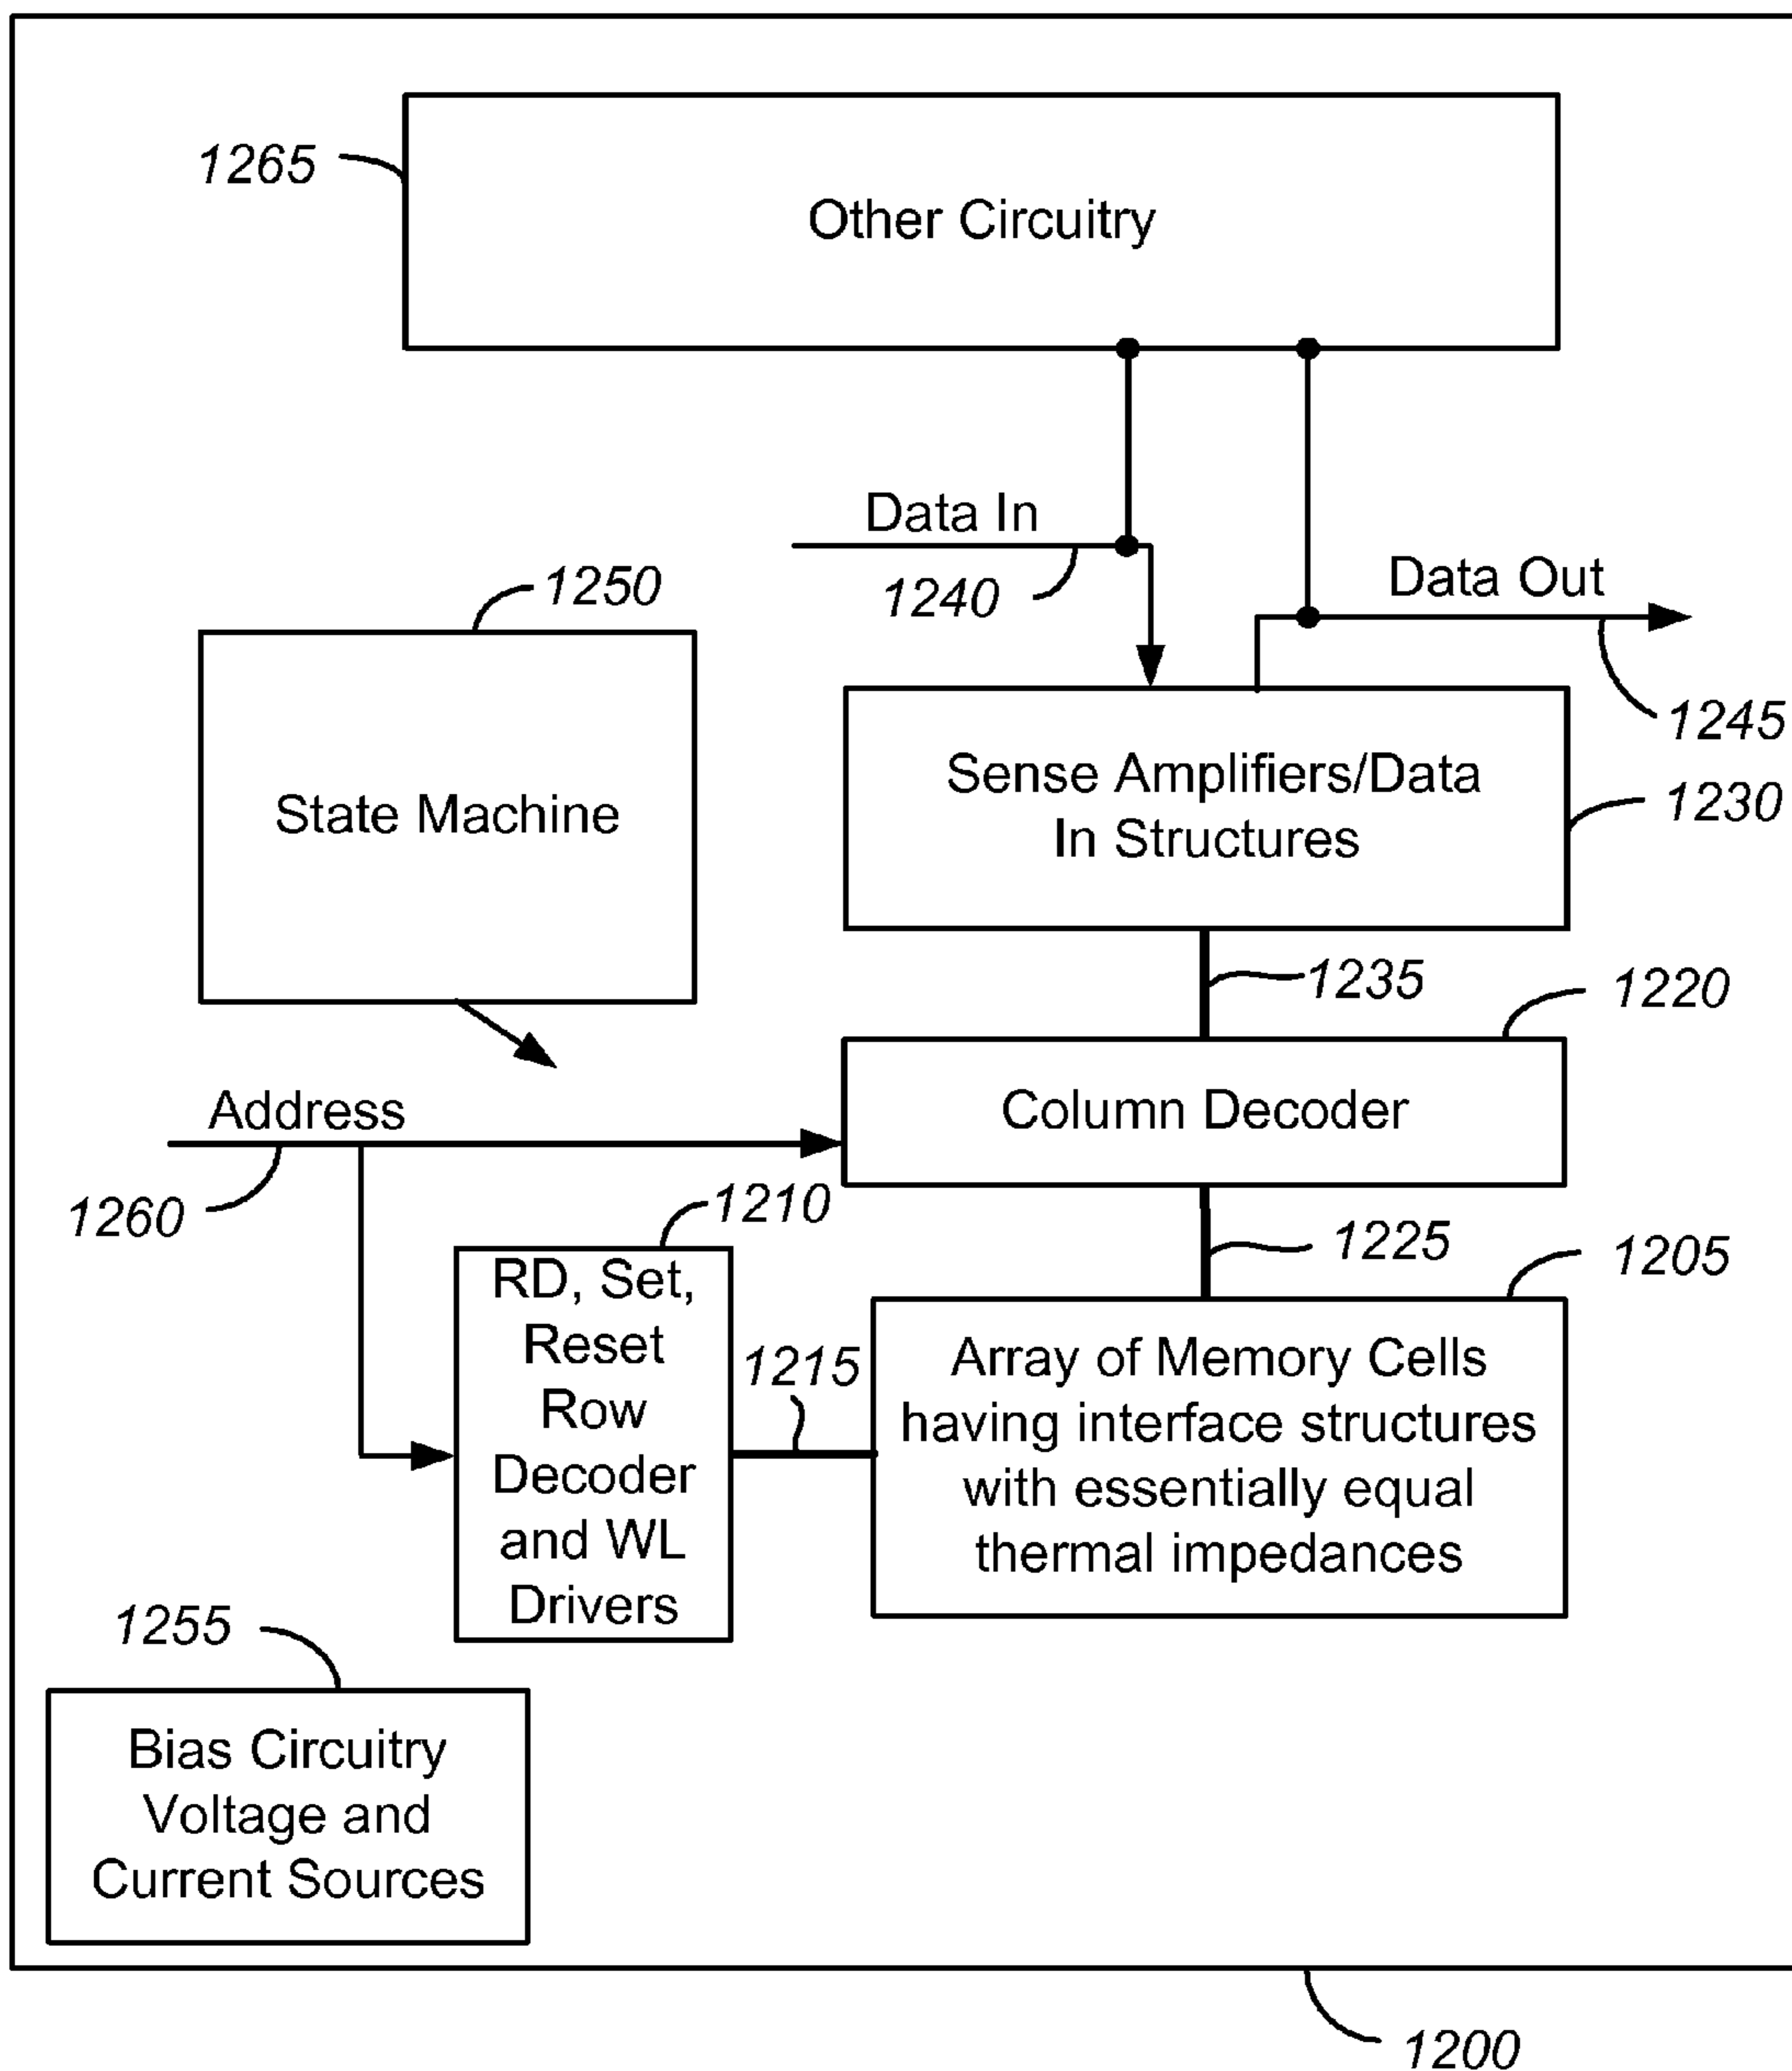 1265
Other Circuitry
Data In
1240
Data Out
1245
1250
State Machine
Sense Amplifiers/Data
In Structures
1230
1235
1220
Column Decoder
Address
1260
1210
1225
1205
RD, Set,
Reset
Row
Decoder
and WL
Drivers
1215
Array of Memory Cells
having interface structures
with essentially equal
thermal impedances
1255
Bias Circuitry
Voltage and
Current Sources
1200